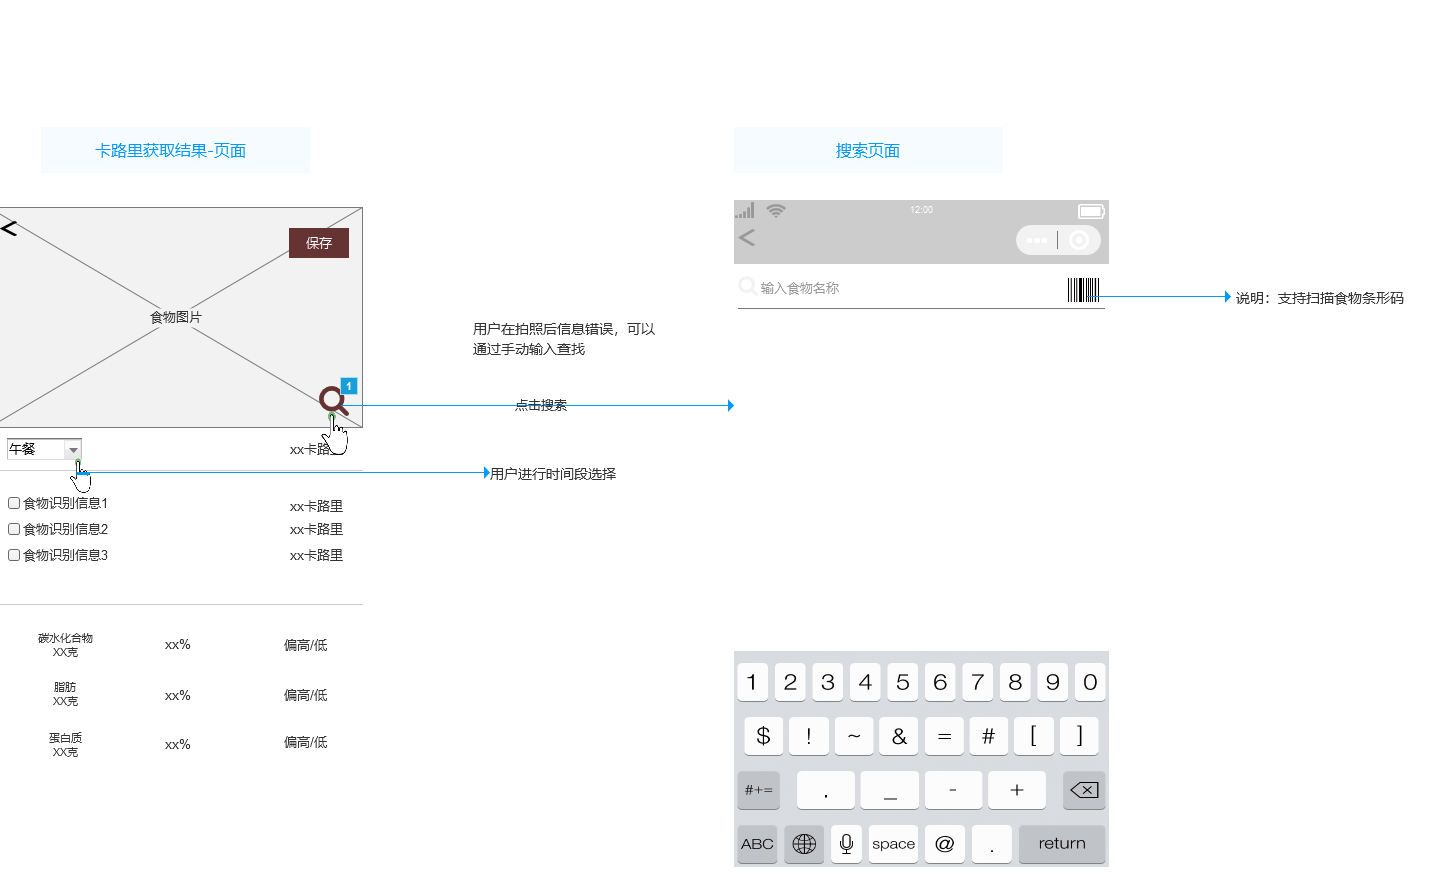 卡路里获取结果-页面
搜索页面
12:00
保存
输入食物名称
说明：支持扫描食物条形码
食物图片
用户在拍照后信息错误，可以
通过手动输入查找
1
点击搜索
午餐
xx卡路
用户进行时间段选择
食物识别信息1
xx卡路里
食物识别信息2
xx卡路里
食物识别信息3
xx卡路里
碳水化合物
XX克
xx%
偏高/低
脂肪
XX克
xx%
偏高/低
蛋白质
XX克
xx%
偏高/低
1 2 3 4 5 6 7 8 9 0
$ ! ~ & = # [ ]
#+= . _ - +
ABC space @ . return